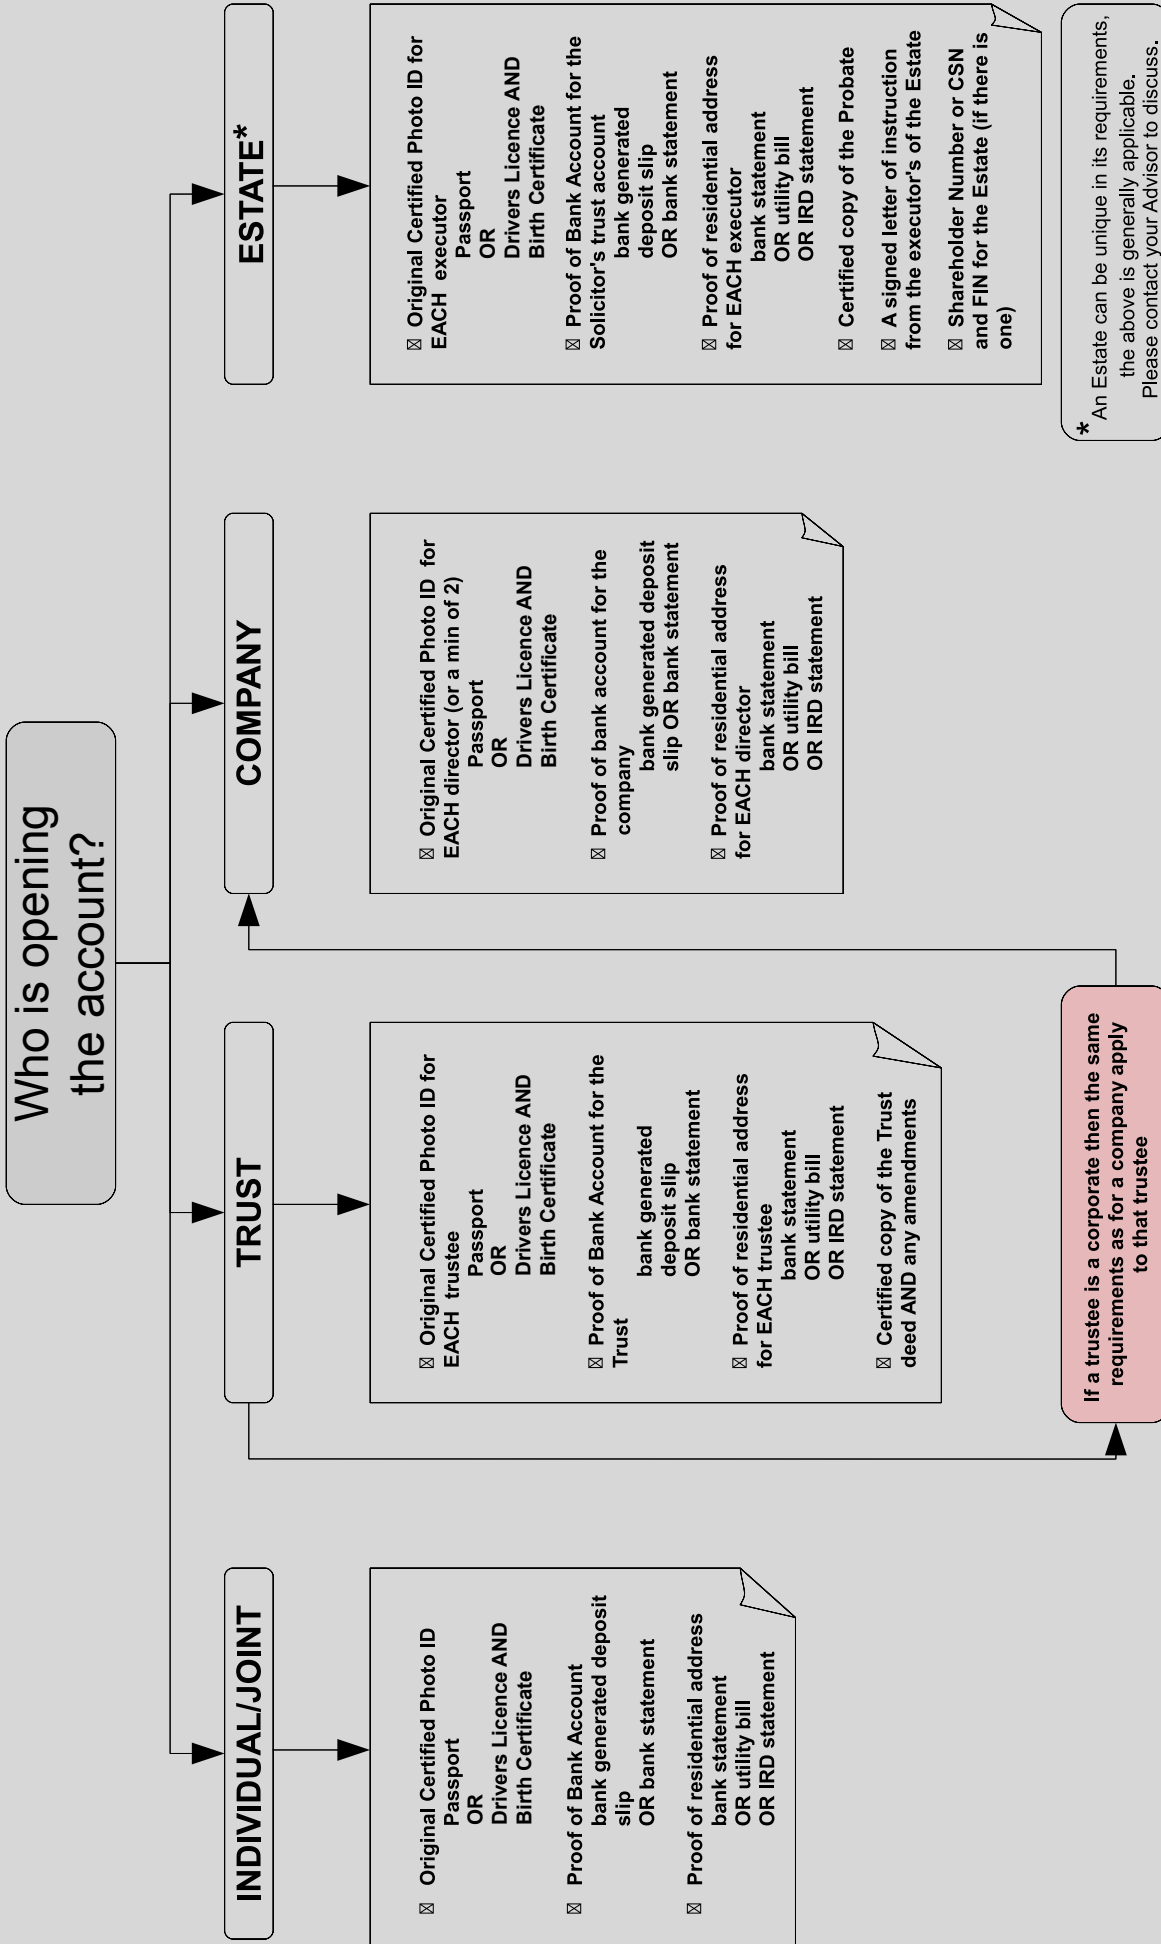 Who is opening
the account?
INDIVIDUAL/JOINT
☒ Original Certified Photo ID
Passport
OR
Drivers Licence AND
Birth Certificate
☒ Proof of Bank Account
bank generated deposit
slip
OR bank statement
☒ Proof of residential address
bank statement
OR utility bill
OR IRD statement
TRUST
☒ Original Certified Photo ID for
EACH trustee
Passport
OR
Drivers Licence AND
Birth Certificate
☒ Proof of Bank Account for the
Trust
bank generated
deposit slip
OR bank statement
☒ Proof of residential address
for EACH trustee
bank statement
OR utility bill
OR IRD statement
☒ Certified copy of the Trust
deed AND any amendments
If a trustee is a corporate then the same
requirements as for a company apply
to that trustee
COMPANY
☒ Original Certified Photo ID for
EACH director (or a min of 2)
Passport
OR
Drivers Licence AND
Birth Certificate
☒ Proof of bank account for the
company
bank generated deposit
slip OR bank statement
☒ Proof of residential address
for EACH director
bank statement
OR utility bill
OR IRD statement
ESTATE*
☒ Original Certified Photo ID for
EACH executor
Passport
OR
Drivers Licence AND
Birth Certificate
☒ Proof of Bank Account for the
Solicitor's trust account
bank generated
deposit slip
OR bank statement
☒ Proof of residential address
for EACH executor
bank statement
OR utility bill
OR IRD statement
☒ Certified copy of the Probate
☒ A signed letter of instruction
from the executor's of the Estate
☒ Shareholder Number or CSN
and FIN for the Estate (if there is
one)
* An Estate can be unique in its requirements,
the above is generally applicable.
Please contact your Advisor to discuss.